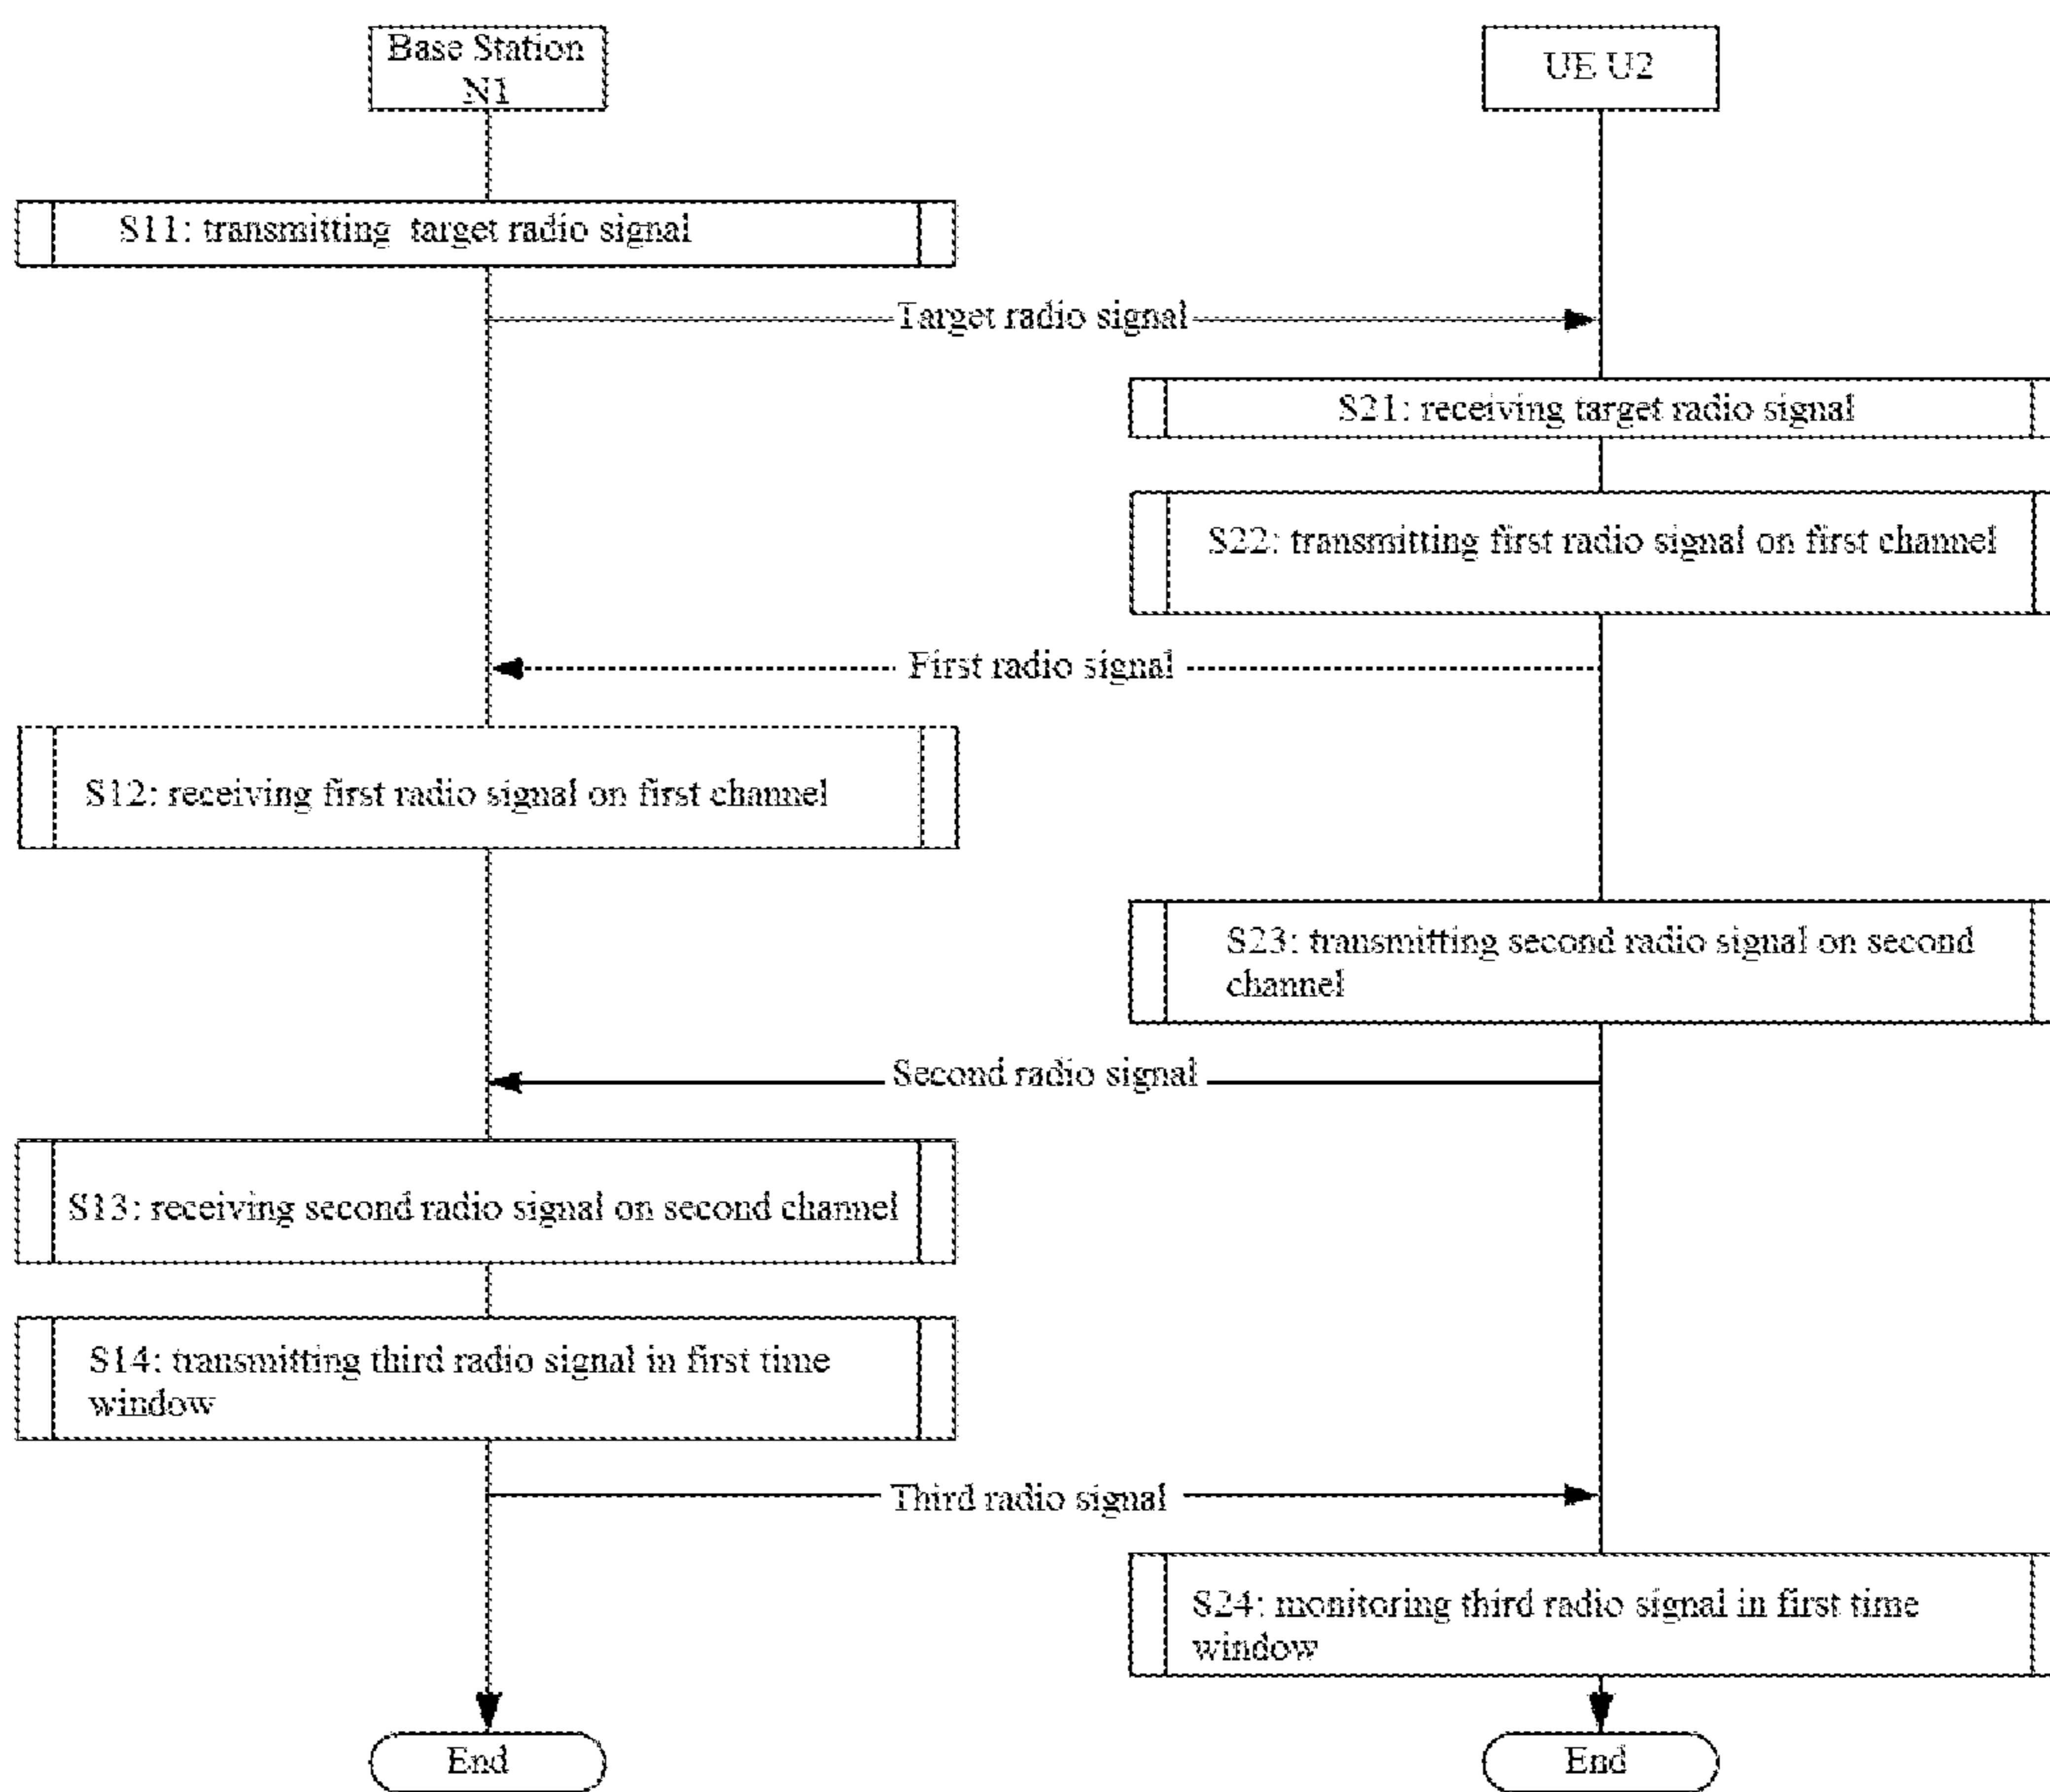 Base Station
N1
UE U2
S11: transmitting target radio signal
Target radio signal
S21: receiving target radio signal
S22: transmitting first radio signal on first channel
First radio signal
S12: receiving first radio signal on first channel
S23: transmitting second radio signal on second
channel
Second radio signal
S13: receiving second radio signal on second channel
S14: transmitting third radio signal in first time
window
Third radio signal
S24: monitoring third radio signal in first time
window
End
End